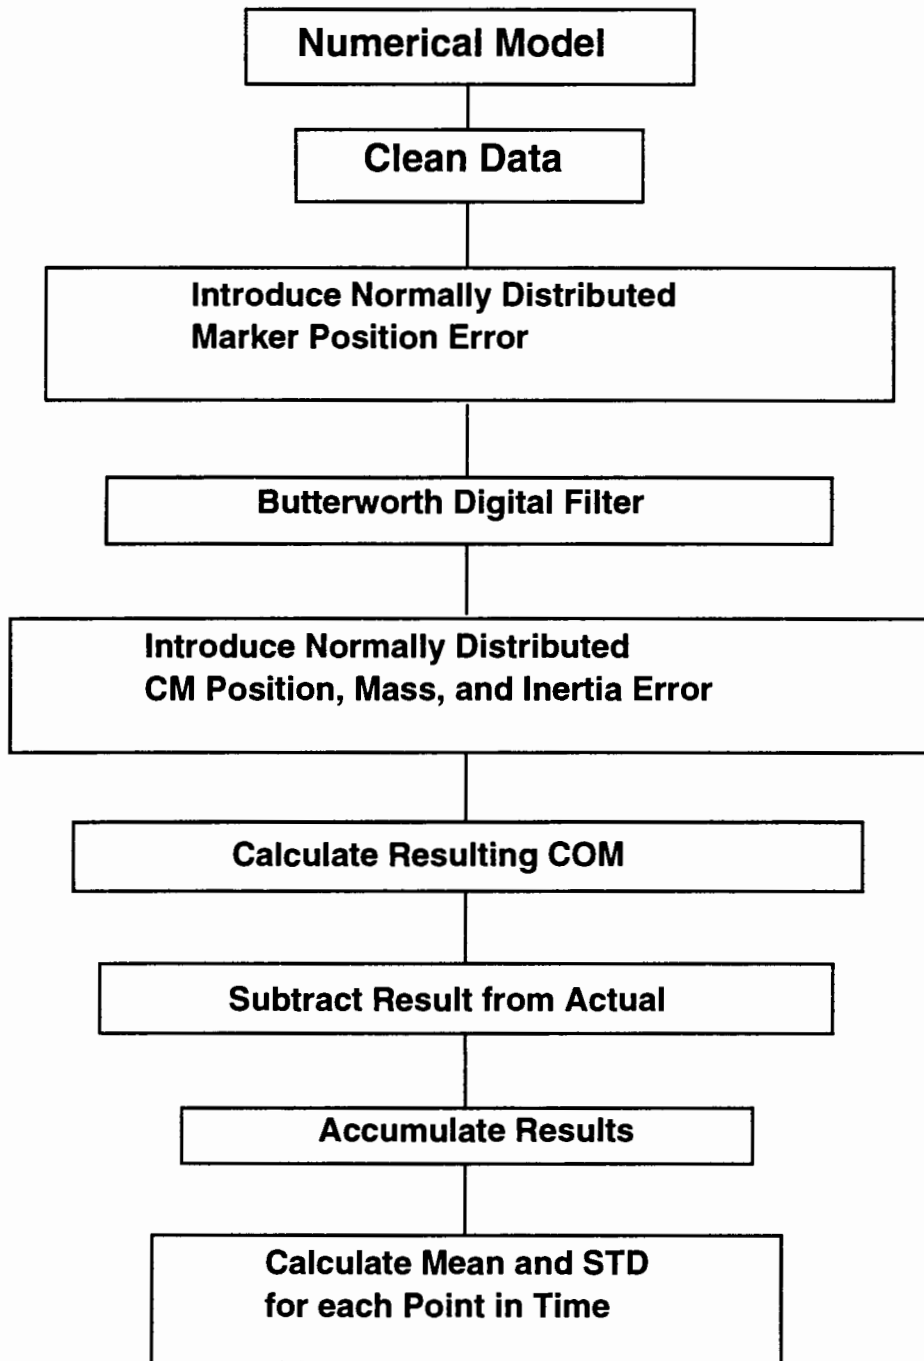 Numerical Model
Clean Data
Introduce Normally Distributed
Marker Position Error
Butterworth Digital Filter
Introduce Normally Distributed
CM Position, Mass, and Inertia Error
Calculate Resulting COM
Subtract Result from Actual
Accumulate Results
Calculate Mean and STD
for each Point in Time